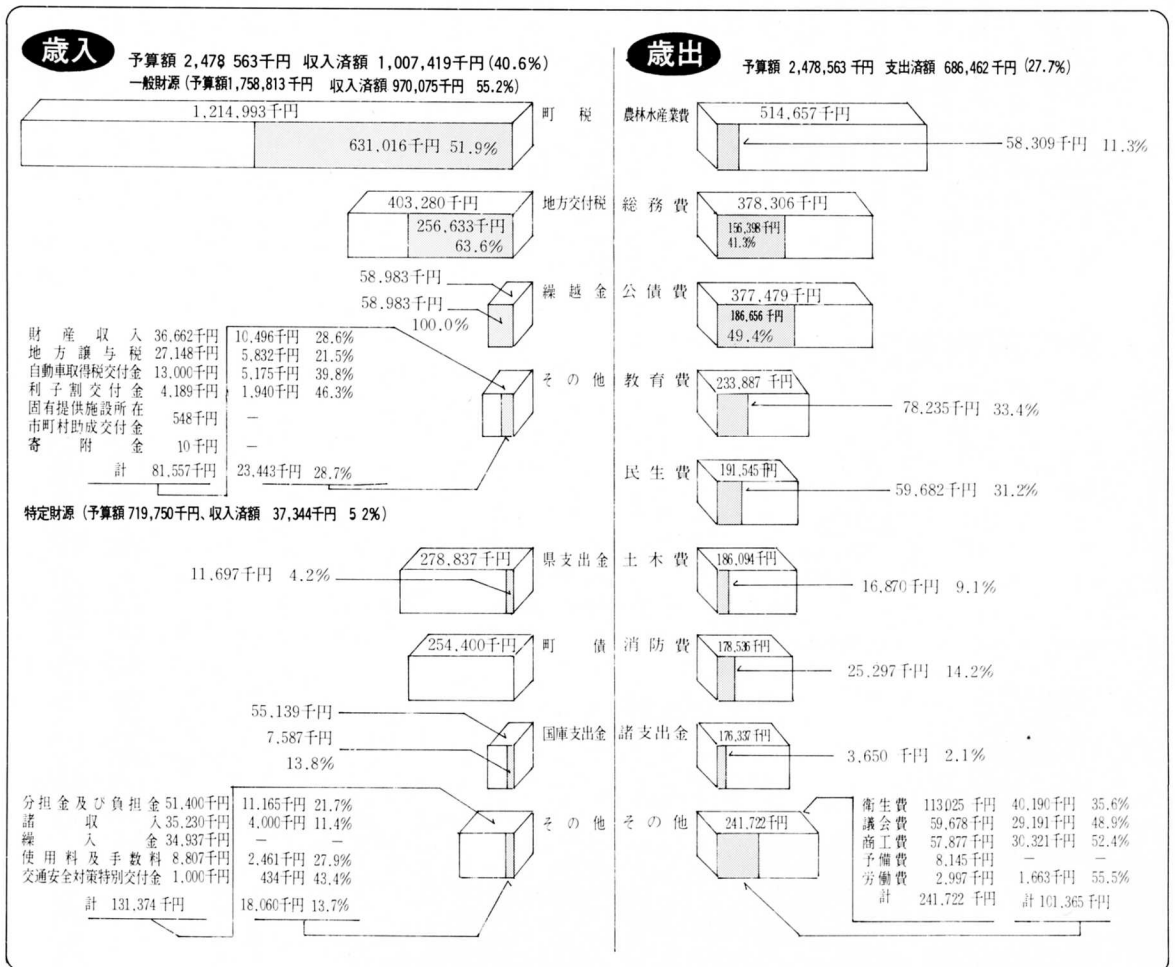 歳入
予算額 2,478 563千円 収入済額 1,007,419千円(40.6%)
一般財源(予算額1,758,813千円 収入済額 970,075千円 55.2%)
町税
1,214,993千円
631,016千円 51.9%
地方交付税
403,280千円
256,633千円
63.6%
繰越金
58,983千円
58,983千円
100.0%
その他
財産収入 36,662千円 10,496千円 28.6%
地方譲与税 27,148千円 5,832千円 21.5%
自動車取得税交付金 13,000千円 5,175千円 39.8%
利子割交付金 4,189千円 1,940千円 46.3%
固有提供施設所在
市町村助成交付金 548千円 —
寄附金 10千円 —
計 81,557千円 23,443千円 28.7%
特定財源(予算額719,750千円、収入済額 37,344千円 5 2%)
県支出金
278,837千円
11,697千円 4.2%
町債
254,400千円
国庫支出金
55,139千円
7,587千円
13.8%
その他
分担金及び負担金 51,400千円 11,165千円 21.7%
諸収入 35,230千円 4,000千円 11.4%
繰入金 34,937千円 — —
使用料及手数料 8,807千円 2,461千円 27.9%
交通安全対策特別交付金 1,000千円 434千円 43.4%
計 131,374千円 18,060千円 13.7%
歳出
予算額 2,478,563千円 支出済額 686,462千円(27.7%)
農林水産業費
514,657千円
58,309千円 11.3%
総務費
378,306千円
156,398千円
41.3%
公債費
377,479千円
186,656千円
49.4%
教育費
233,887千円
78,235千円 33.4%
民生費
191,545千円
59,682千円 31.2%
土木費
186,094千円
16,870千円 9.1%
消防費
178,536千円
25,297千円 14.2%
諸支出金
176,337千円
3,650千円 2.1%
その他
241,722千円
衛生費 113025千円 40,190千円 35.6%
議会費 59,678千円 29,191千円 48.9%
商工費 57,877千円 30,321千円 52.4%
予備費 8,145千円 — —
労働費 2,997千円 1,663千円 55.5%
計 241,722千円 計 101,365千円